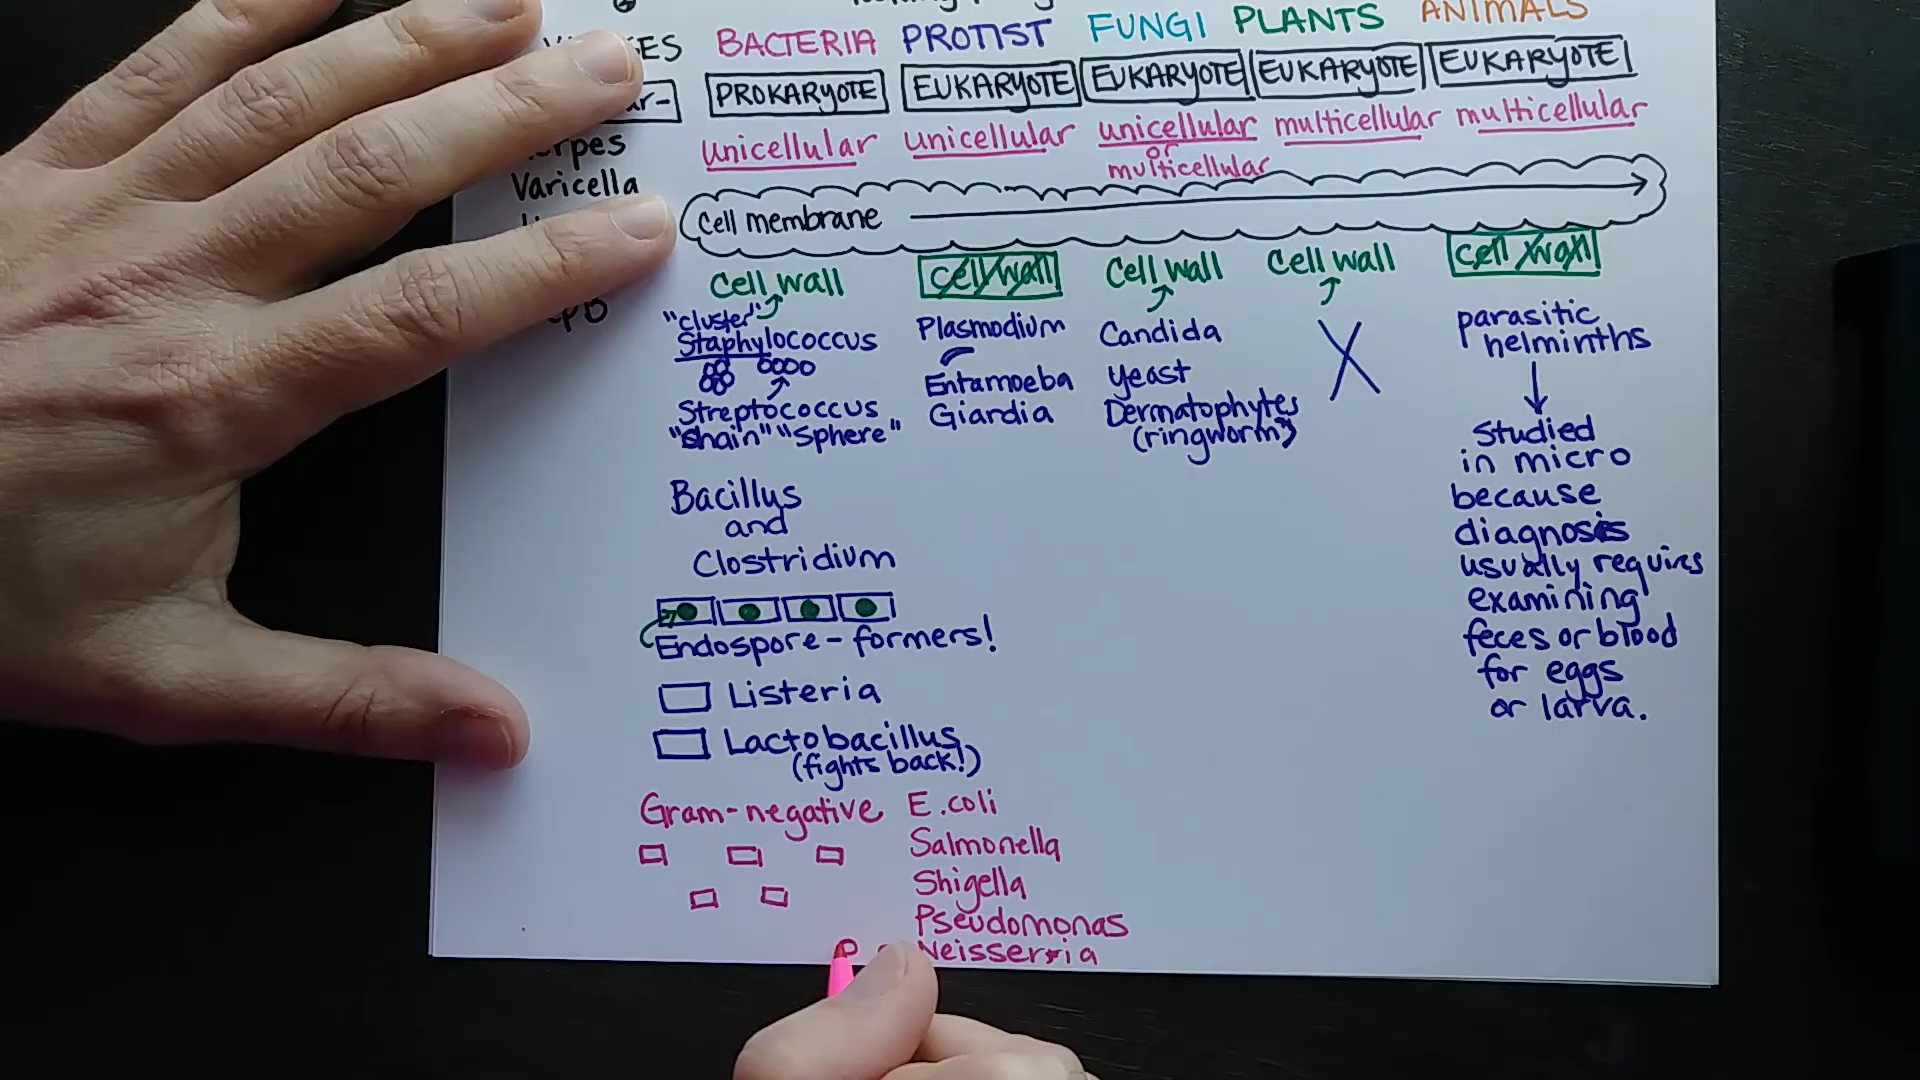 BACTERIA PROTIST FUNGI PLANTS ANIMALS
PROKARYOTE EUKARYOTE EUKARYOTE EUKARYOTE EUKARYOTE
unicellular unicellular unicellular multicellular multicellular
or
multicellular
Varicella
Cell membrane
Cell wall cell wall Cell wall Cell wall cell wall
"cluster"
Staphylococcus
Streptococcus
"chain" "sphere"
Bacillus
and
Clostridium
Endospore-formers!
Listeria
Lactobacillus
(fights back!)
Gram-negative
E.coli
Salmonella
Shigella
Pseudomonas
Neisseria
Plasmodium
Entamoeba
Giardia
Candida
yeast
Dermatophytes
(ringworm")
X
parasitic
helminths
Studied
in micro
because
diagnosis
usually requires
examining
feces or blood
for eggs
or larva.